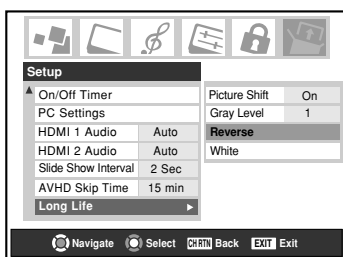 Setup
On/Off Timer
PC Settings
HDMI 1 Audio Auto
HDMI 2 Audio Auto
Slide Show Interval 2 Sec
AVHD Skip Time 15 min
Long Life
Picture Shift On
Gray Level 1
Reverse
White
Navigate Select CH RTN Back EXIT Exit